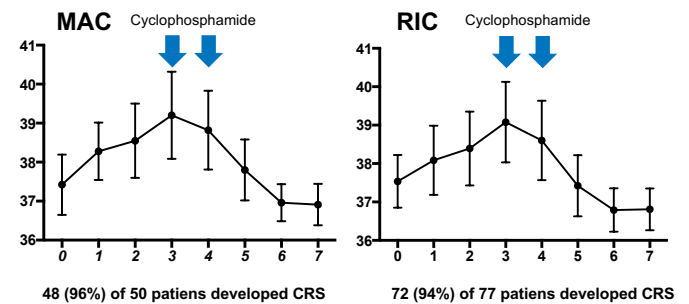 MAC Cyclophosphamide
41
40
39
38
37
36
0 1 2 3 4 5 6 7
48 (96%) of 50 patiens developed CRS
RIC Cyclophosphamide
41
40
39
38
37
36
0 1 2 3 4 5 6 7
72 (94%) of 77 patiens developed CRS